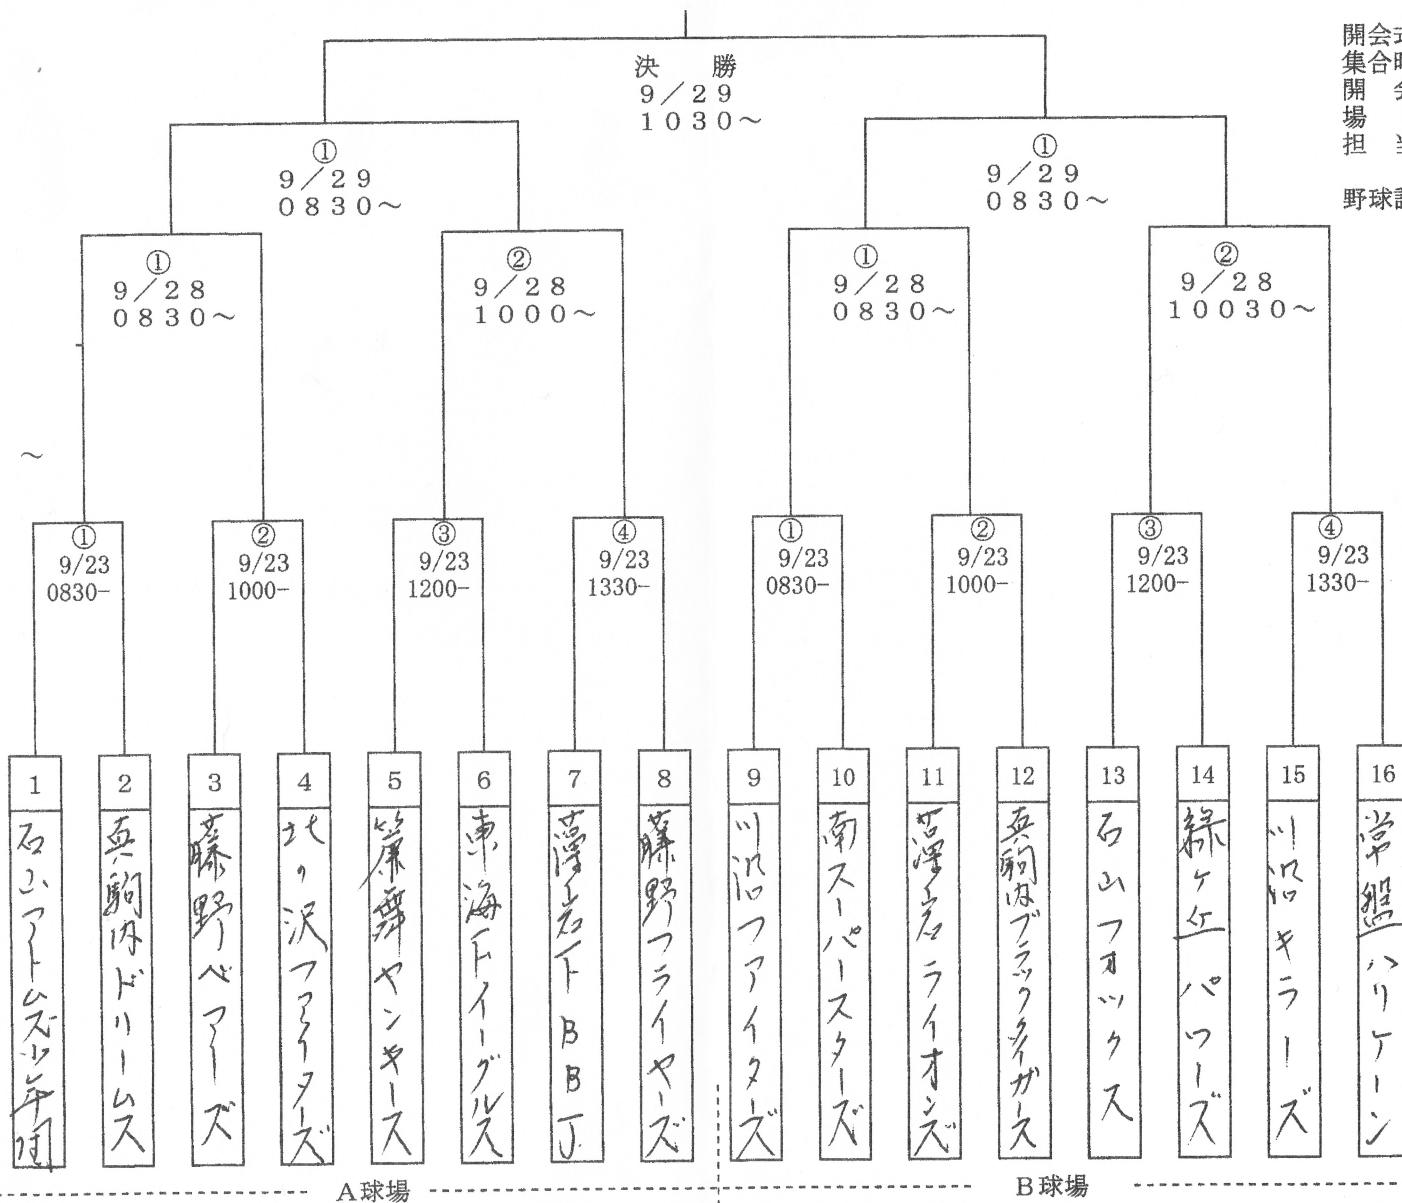 決　勝
9／29
1030～
開会式
集合時
開　会
場
担　当
野球
①
9／29
0830～
①
9／29
0830～
①
9／28
0830～
②
9／28
1000～
①
9／28
0830～
②
9／28
10030～
～
①
9/23
0830-
②
9/23
1000-
③
9/23
1200-
④
9/23
1330-
①
9/23
0830-
②
9/23
1000-
③
9/23
1200-
④
9/23
1330-
1
石山アトムズ少年団
2
真駒内ドリームス
3
藤野ベアーズ
4
北の沢ファイターズ
5
簾舞ヤンキース
6
東海下イーグルス
7
藻岩下BBJ
8
藤野フライヤーズ
9
川沿ファイターズ
10
南スーパースターズ
11
藻岩ライオンズ
12
真駒内ブラックタイガース
13
石山フォックス
14
緑ヶ丘パワーズ
15
川沿キラーズ
16
常盤ハリケーン
A球場
B球場